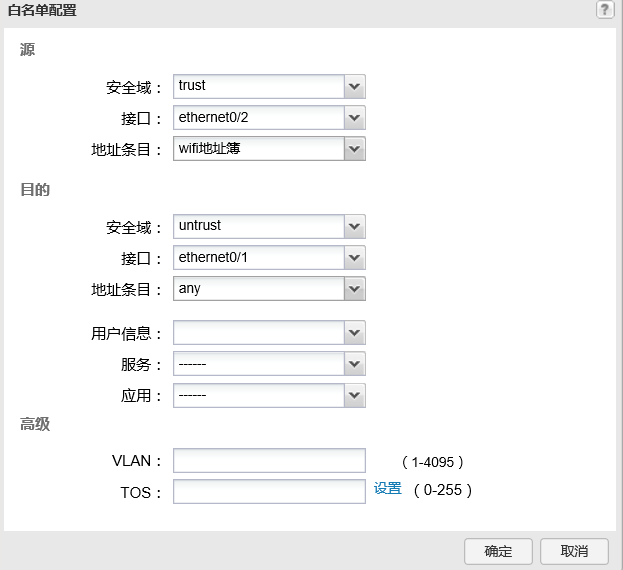 白名单配置
?
源
安全域： trust
接口： ethernet0/2
地址条目： wifi地址簿
目的
安全域： untrust
接口： ethernet0/1
地址条目： any
用户信息：
服务： ------
应用： ------
高级
VLAN： （1-4095）
TOS： 设置 （0-255）
确定 取消